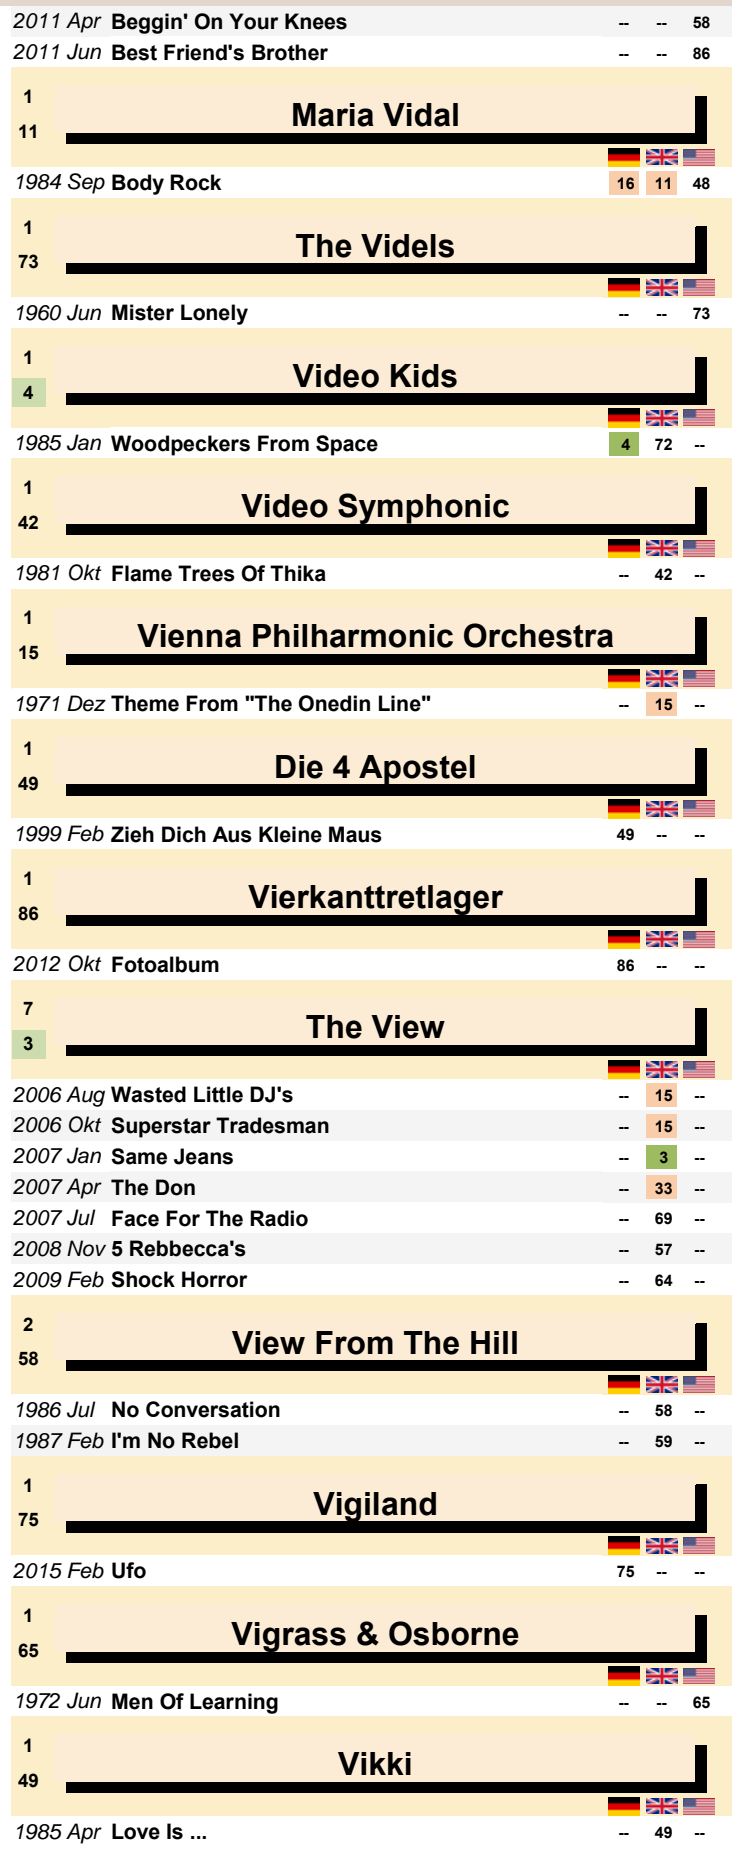 2011 Apr Beggin' On Your Knees -- -- 58
2011 Jun Best Friend's Brother -- -- 86
1
Maria Vidal
11
1984 Sep Body Rock 16 11 48
1
The Videls
73
1960 Jun Mister Lonely -- -- 73
1
Video Kids
4
1985 Jan Woodpeckers From Space 4 72 --
1
Video Symphonic
42
1981 Okt Flame Trees Of Thika -- 42 --
1
Vienna Philharmonic Orchestra
15
1971 Dez Theme From "The Onedin Line" -- 15 --
1
Die 4 Apostel
49
1999 Feb Zieh Dich Aus Kleine Maus 49 -- --
1
Vierkanttretlager
86
2012 Okt Fotoalbum 86 -- --
7
The View
3
2006 Aug Wasted Little DJ's -- 15 --
2006 Okt Superstar Tradesman -- 15 --
2007 Jan Same Jeans -- 3 --
2007 Apr The Don -- 33 --
2007 Jul Face For The Radio -- 69 --
2008 Nov 5 Rebbecca's -- 57 --
2009 Feb Shock Horror -- 64 --
2
View From The Hill
58
1986 Jul No Conversation -- 58 --
1987 Feb I'm No Rebel -- 59 --
1
Vigiland
75
2015 Feb Ufo 75 -- --
1
Vigrass & Osborne
65
1972 Jun Men Of Learning -- -- 65
1
Vikki
49
1985 Apr Love Is ... -- 49 --